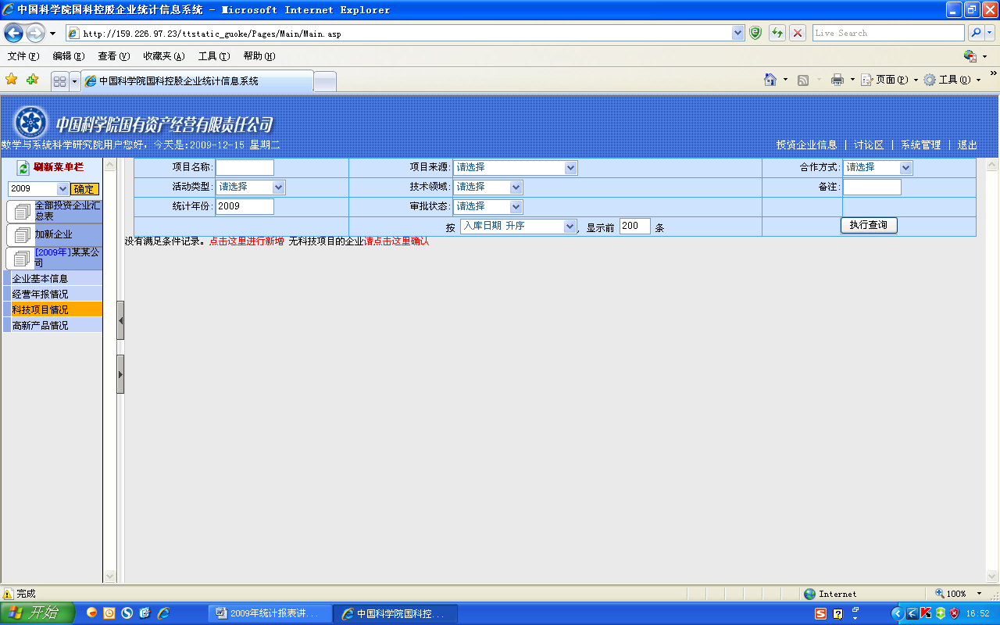 中国科学院国科控股企业统计信息系统 - Microsoft Internet Explorer
http://159.226.97.23/ttstatic_guoke/Pages/Main/Main.asp
Live Search
文件(F) 编辑(E) 查看(V) 收藏夹(A) 工具(T) 帮助(H)
中国科学院国科控股企业统计信息系统
页面(P) 工具(O)
中国科学院国有资产经营有限责任公司
数学与系统科学研究院用户您好，今天是:2009-12-15 星期二
投资企业信息 | 讨论区 | 系统管理 | 退出
刷新菜单栏
2009 确定
全部投资企业汇总表
加新企业
[2009年]某某公司
企业基本信息
经营年报情况
科技项目情况
高新产品情况
项目名称: 项目来源: 请选择 合作方式: 请选择
活动类型: 请选择 技术领域: 请选择 备注:
统计年份: 2009 审批状态: 请选择
按 入库日期 升序 , 显示前 200 条 执行查询
没有满足条件记录。点击这里进行新增 无科技项目的企业请点击这里确认
完成 Internet 100%
开始 2009年统计报表讲... 中国科学院国科控... 16:52